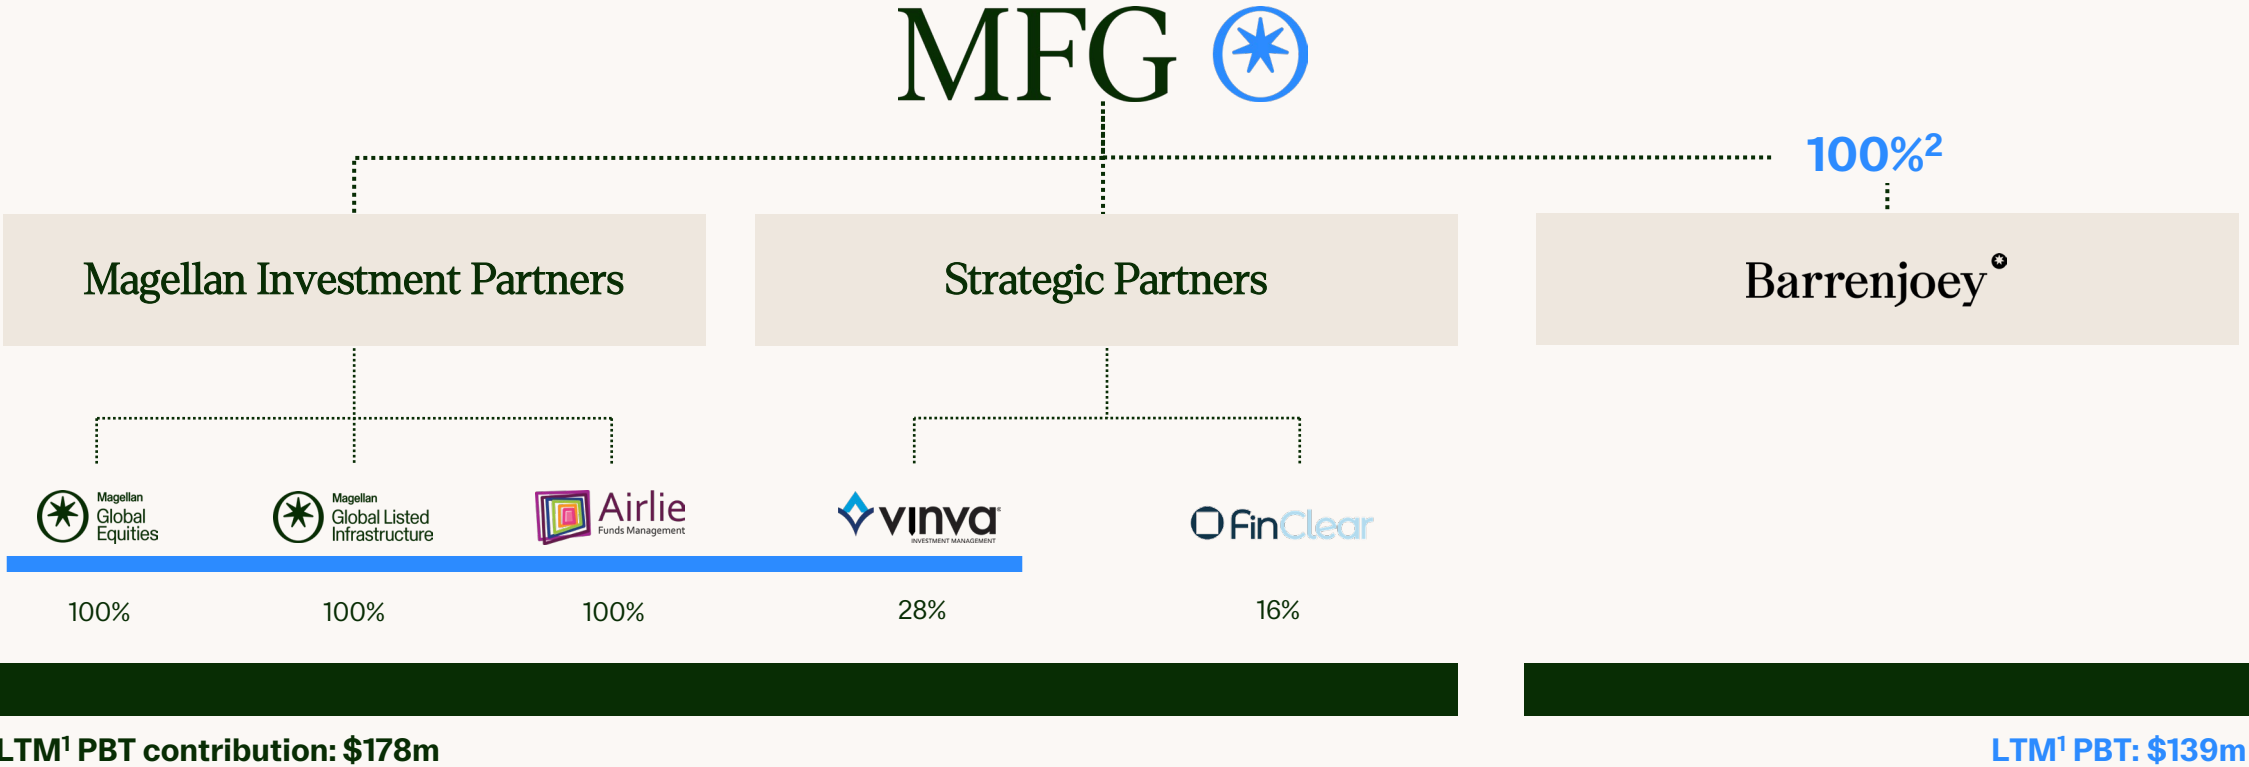 MFG
100%²
Magellan Investment Partners
Strategic Partners
Barrenjoey
Magellan
Global
Equities
Magellan
Global Listed
Infrastructure
Airlie
Funds Management
vinva®
INVESTMENT MANAGEMENT
FinClear
100%
100%
100%
28%
16%
LTM¹ PBT contribution: $178m
LTM¹ PBT: $139m